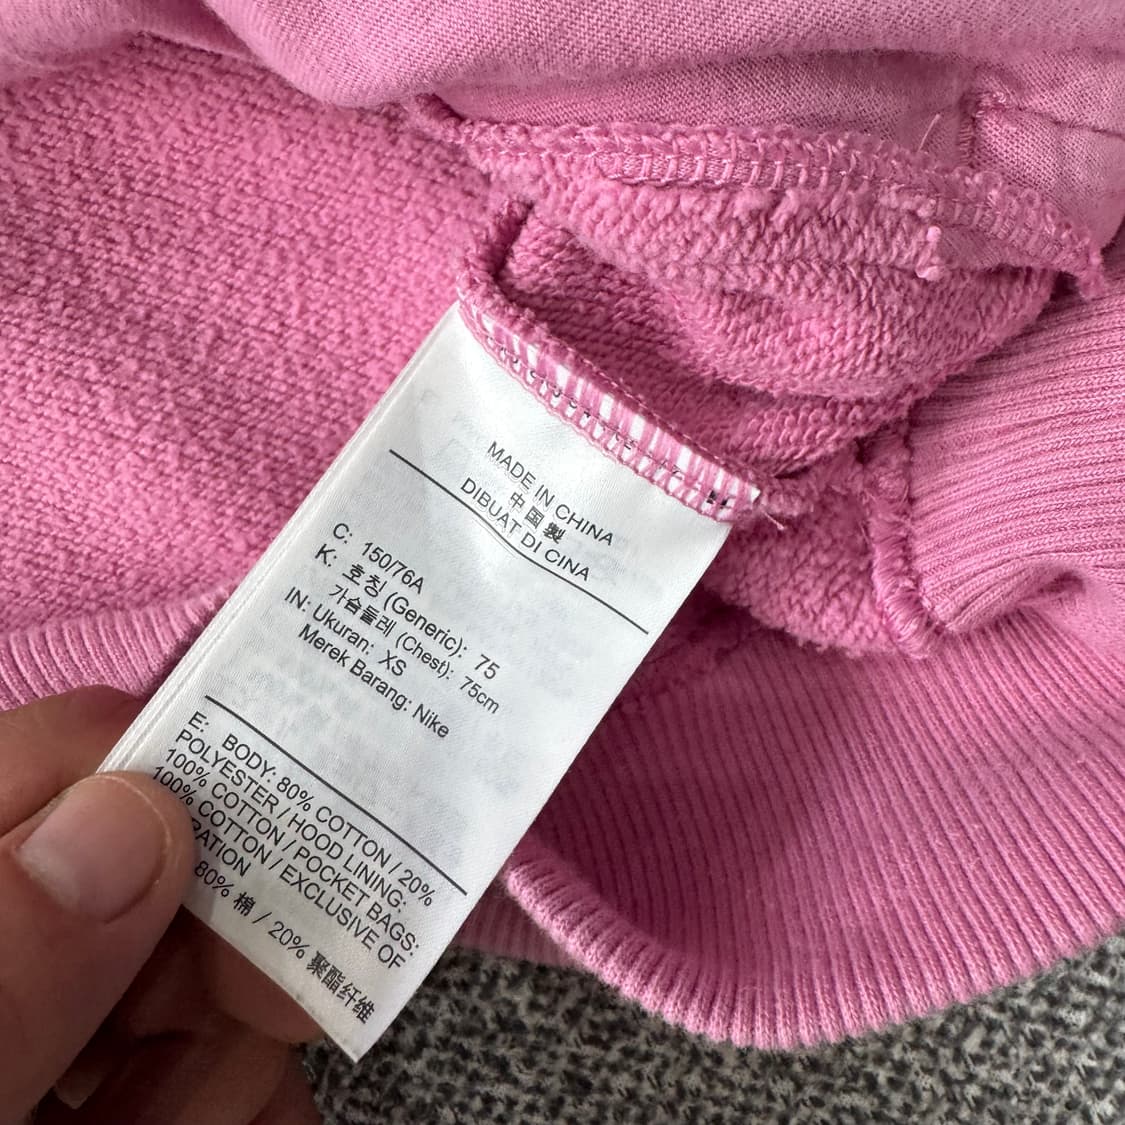 MADE IN CHINA
中国製
DIBUAT DI CINA
C: 150/76A
K: 호칭 (Generic): 75
가슴둘레 (Chest): 75cm
IN: Ukuran: XS
Merek Barang: Nike
E: BODY: 80% COTTON / 20%
POLYESTER / HOOD LINING:
100% COTTON / POCKET BAGS:
100% COTTON / EXCLUSIVE OF
80% 棉 / 20% 聚酯纤维